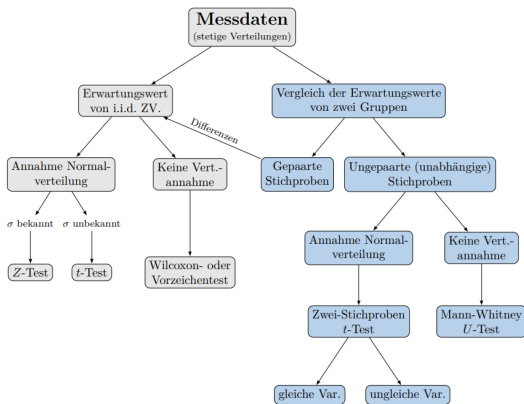 Messdaten
(stetige Verteilungen)
Erwartungswert
von i.i.d. ZV.
Vergleich der Erwartungswerte
von zwei Gruppen
Differenzen
Annahme Normal-
verteilung
Keine Vert.-
annahme
Gepaarte
Stichproben
Ungepaarte (unabhängige)
Stichproben
σ bekannt
σ unbekannt
Annahme Normal-
verteilung
Keine Vert.-
annahme
Z-Test
t-Test
Wilcoxon- oder
Vorzeichentest
Zwei-Stichproben
t-Test
Mann-Whitney
U-Test
gleiche Var.
ungleiche Var.